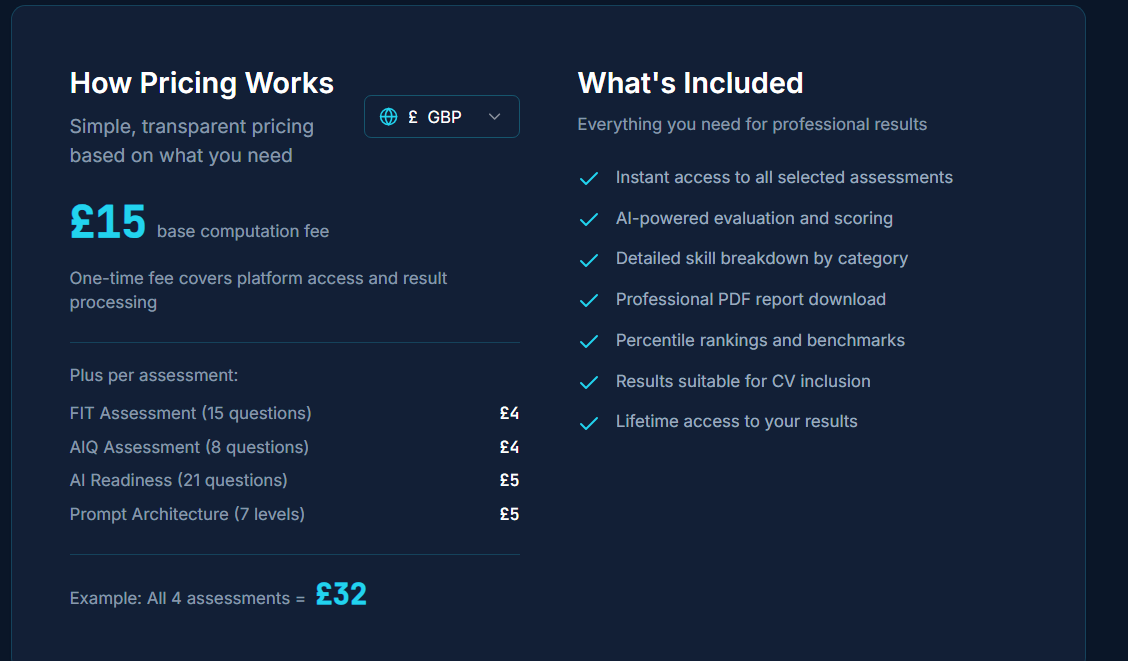 How Pricing Works
Simple, transparent pricing
based on what you need
£ GBP
£15 base computation fee
One-time fee covers platform access and result
processing
Plus per assessment:
FIT Assessment (15 questions) £4
AIQ Assessment (8 questions) £4
AI Readiness (21 questions) £5
Prompt Architecture (7 levels) £5
Example: All 4 assessments = £32
What's Included
Everything you need for professional results
Instant access to all selected assessments
AI-powered evaluation and scoring
Detailed skill breakdown by category
Professional PDF report download
Percentile rankings and benchmarks
Results suitable for CV inclusion
Lifetime access to your results